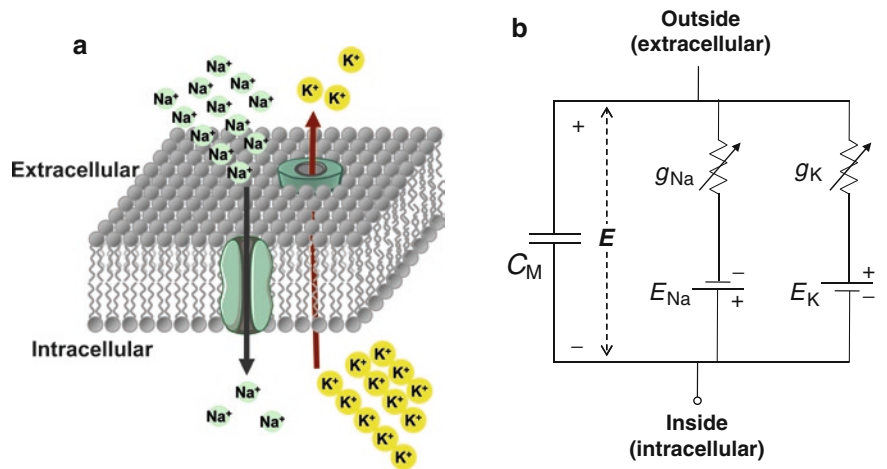 a
Na⁺
Na⁺
Na⁺
Na⁺
Na⁺
Na⁺
Na⁺
Na⁺
Na⁺
Na⁺
Na⁺
K⁺
K⁺
K⁺
Extracellular
Intracellular
Na⁺
Na⁺
Na⁺
K⁺
K⁺
K⁺
K⁺
K⁺
K⁺
K⁺
K⁺
K⁺
K⁺
K⁺
K⁺
b
Outside
(extracellular)
+
gNa
gK
E
CM
−
+
ENa
+
EK
−
−
Inside
(intracellular)